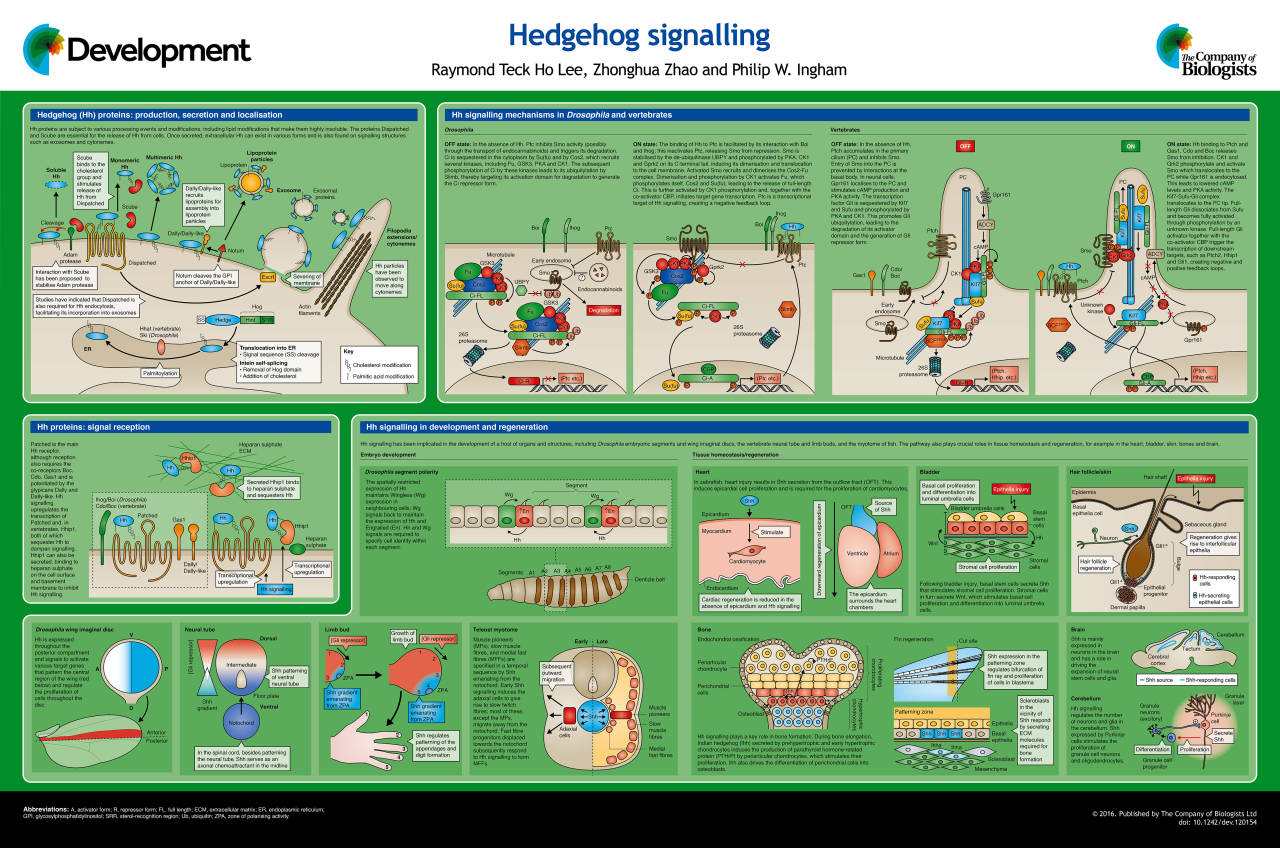 Development
Hedgehog signalling
Raymond Teck Ho Lee, Zhonghua Zhao and Philip W. Ingham
The Company of
Biologists
Hedgehog (Hh) proteins: production, secretion and localisation
Hh proteins are subject to various processing events and modifications, including lipid modifications that make them highly insoluble. The proteins Dispatched
and Scube are essential for the release of Hh from cells. Once secreted, extracellular Hh can exist in various forms and is also found on signalling structures
such as exosomes and cytonemes.
Soluble
Hh
Scube
binds to the
cholesterol
group and
stimulates
release of
Hh from
Dispatched
Monomeric
Hh
Multimeric Hh
Lipoprotein
particles
Lipoprotein
Exosome
Exosomal
proteins
Dally/Dally-like
recruits
lipoproteins for
assembly into
lipoprotein
particles
Scube
Cleavage
Dally/Dally-like
Notum
Filopodia
extensions/
cytonemes
Adam
protease
Dispatched
Interaction with Scube
has been proposed to
stabilise Adam protease
Notum cleaves the GPI
anchor of Dally/Dally-like
Escrt
Severing of
membrane
Hh particles
have been
observed to
move along
cytonemes
Studies have indicated that Dispatched is
also required for Hh endocytosis,
facilitating its incorporation into exosomes
Hog
Actin
filaments
SS
Hedge
Hint
SRR
Hhat (vertebrate)
Ski (Drosophila)
ER
Palmitoylation
Translocation into ER
• Signal sequence (SS) cleavage
Intein self-splicing
• Removal of Hog domain
• Addition of cholesterol
Key
Cholesterol modification
Palmitic acid modification
Hh signalling mechanisms in Drosophila and vertebrates
Drosophila
OFF state: In the absence of Hh, Ptc inhibits Smo activity (possibly
through the transport of endocannabinoids) and triggers its degradation.
Ci is sequestered in the cytoplasm by Su(fu) and by Cos2, which recruits
several kinases, including Fu, GSK3, PKA and CK1. The subsequent
phosphorylation of Ci by these kinases leads to its ubiquitylation by
Slimb, thereby targeting its activation domain for degradation to generate
the Ci repressor form.
ON state: The binding of Hh to Ptc is facilitated by its interaction with Boi
and Ihog; this inactivates Ptc, releasing Smo from repression. Smo is
stabilised by the de-ubiquitinase UBPY and phosphorylated by PKA, CK1
and Gprk2 on its C-terminal tail, inducing its dimerisation and translocation
to the cell membrane. Activated Smo recruits and dimerises the Cos2-Fu
complex. Dimerisation and phosphorylation by CK1 activates Fu, which
phosphorylates itself, Cos2 and Su(fu), leading to the release of full-length
Ci. This is further activated by CK1 phosphorylation and, together with the
co-activator CBP, initiates target gene transcription. Ptc is a transcriptional
target of Hh signalling, creating a negative feedback loop.
Boi
Ihog
Ptc
Microtubule
GSK3
Early endosome
Smo
UBPY
Endocannabinoids
Degradation
GSK3
26S
proteasome
(Ptc etc.)
Smo
Boi
Ihog
Hh
GSK3
Gprk2
Ptc
Cos2
Fu
Ci-FL
Su(fu)
Slimb
26S
proteasome
Ci-A
(Ptc etc.)
Vertebrates
OFF state: In the absence of Hh,
Ptch accumulates in the primary
cilium (PC) and inhibits Smo.
Entry of Smo into the PC is
prevented by interactions at the
basal body. In neural cells,
Gpr161 localises to the PC and
stimulates cAMP production and
PKA activity. The transcription
factor Gli is sequestered by Kif7
and Sufu and phosphorylated by
PKA and CK1. This promotes Gli
ubiquitylation, leading to the
degradation of its activator
domain and the generation of Gli
repressor form.
OFF
PC
Gpr161
ADCY
Ptch
cAMP
Gas1
Cdo/
Boc
CK1
Kif7
Sufu
Early
endosome
Smo
Microtubule
26S
proteasome
(Ptch,
Hhip etc.)
ON
ON state: Hh binding to Ptch and
Gas1, Cdo and Boc releases
Smo from inhibition. CK1 and
Grk2 phosphorylate and activate
Smo which translocates to the
PC while Gpr161 is endocytosed.
This leads to lowered cAMP
levels and PKA activity. The
Kif7-Sufu-Gli complex
translocates to the PC tip. Full-
length Gli dissociates from Sufu
and becomes fully activated
through phosphorylation by an
unknown kinase. Full-length Gli
activator together with the
co-activator CBP trigger the
transcription of downstream
targets, such as Ptch2, Hhip1
and Gli1, creating negative and
positive feedback loops.
PC
Smo
Hh
Ptch
ADCY
cAMP
Unknown
kinase
Kif7
Gpr161
(Ptch,
Hhip etc.)
Hh proteins: signal reception
Patched is the main
Hh receptor,
although reception
also requires the
co-receptors Boc,
Cdo, Gas1 and is
potentiated by the
glypicans Dally and
Dally-like. Hh
signalling
upregulates the
transcription of
Patched and, in
vertebrates, Hhip1,
both of which
sequester Hh to
dampen signalling.
Hhip1 can also be
secreted, binding to
heparan sulphate
on the cell surface
and basement
membrane to inhibit
Hh signalling.
Heparan sulphate
ECM
Hhip1
Hh
Hh
Secreted Hhip1 binds
to heparan sulphate
and sequesters Hh
Ihog/Boi (Drosophila)
Cdo/Boc (vertebrate)
Patched
Hh
Gas1
Hh
Hh
Hhip1
Heparan
sulphate
Dally/
Dally-like
Transcriptional
upregulation
Transcriptional
upregulation
Hh signalling
Hh signalling in development and regeneration
Hh signalling has been implicated in the development of a host of organs and structures, including Drosophila embryonic segments and wing imaginal discs, the vertebrate neural tube and limb buds, and the myotome of fish. The pathway also plays crucial roles in tissue homeostasis and regeneration, for example in the heart, bladder, skin, bones and brain.
Embryo development
Tissue homeostasis/regeneration
Drosophila segment polarity
The spatially restricted
expression of Hh
maintains Wingless (Wg)
expression in
neighbouring cells. Wg
signals back to maintain
the expression of Hh and
Engrailed (En). Hh and Wg
signals are required to
specify cell identity within
each segment.
Segment
Wg
En
Wg
En
Hh
Hh
Segments
A1 A2 A3 A4 A5 A6 A7 A8
Denticle belt
Heart
In zebrafish, heart injury results in Shh secretion from the outflow tract (OFT). This
induces epicardial cell proliferation and is required for the proliferation of cardiomyocytes.
Shh
Epicardium
Myocardium
Stimulate
Cardiomyocyte
Endocardium
Cardiac regeneration is reduced in the
absence of epicardium and Hh signalling
Downward regeneration of epicardium
OFT
Source
of Shh
Ventricle
Atrium
The epicardium
surrounds the heart
chambers
Bladder
Basal cell proliferation
and differentiation into
luminal umbrella cells
Epithelia injury
Bladder umbrella cells
Basal
stem
cells
Wnt
Hh
Stromal
cells
Stromal cell proliferation
Following bladder injury, basal stem cells secrete Shh
that stimulates stromal cell proliferation. Stromal cells
in turn secrete Wnt, which stimulates basal cell
proliferation and differentiation into luminal umbrella
cells.
Hair follicle/skin
Hair shaft
Epithelia injury
Epidermis
Basal
epithelia cell
Shh
Neuron
Sebaceous gland
Gli1+
Regeneration gives
rise to interfollicular
epithelia
Bulge
Hair follicle
regeneration
Gli1+
Epithelial
progenitor
Dermal papilla
Hh-responding
cells
Hh-secreting
epithelial cells
Drosophila wing imaginal disc
Hh is expressed
throughout the
posterior compartment
and signals to activate
various target genes
that pattern the central
region of the wing (red
below) and regulate
the proliferation of
cells throughout the
disc.
V
A
P
D
Anterior
Posterior
Neural tube
Dorsal
[Gli repressor]
Intermediate
Shh patterning
of ventral
neural tube
Floor plate
Shh
gradient
Ventral
Notochord
In the spinal cord, besides patterning
the neural tube, Shh serves as an
axonal chemoattractant in the midline
Limb bud
[Gli repressor]
Growth of
limb bud
[Gli repressor]
ZPA
ZPA
Shh gradient
emanating
from ZPA
Shh gradient
emanating
from ZPA
Shh regulates
patterning of the
appendages and
digit formation
1
2
3
4
5
Teleost myotome
Muscle pioneers
(MPs), slow muscle
fibres, and medial fast
fibres (MFFs) are
specified in a temporal
sequence by Shh
emanating from the
notochord. Early Shh
signalling induces the
adaxial cells to give
rise to slow twitch
fibres; most of these,
except the MPs,
migrate away from the
notochord. Fast fibre
progenitors displaced
towards the notochord
subsequently respond
to Hh signalling to form
MFFs.
Early
Late
Subsequent
outward
migration
Shh
Adaxial
cells
Muscle
pioneers
Slow
muscle
fibres
Medial
fast fibres
Bone
Endochondral ossification
Periarticular
chondrocyte
Perichondrial
cells
Osteoblast
PTHrP
Proliferating
chondrocytes
Hypertrophic
chondrocytes
Hh signalling plays a key role in bone formation. During bone elongation,
Indian hedgehog (Ihh) secreted by prehypertrophic and early hypertrophic
chondrocytes induces the production of parathyroid hormone-related
protein (PTHrP) by periarticular chondrocytes, which stimulates their
proliferation. Ihh also drives the differentiation of perichondrial cells into
osteoblasts.
Fin regeneration
Cut site
Shh expression in the
patterning zone
regulates bifurcation of
fin ray and proliferation
of cells in blastema
Patterning zone
Shh
Shh
Shh
Epithelia
Basal
epithelia
Ihha
Ihha
Scleroblast
Mesenchyme
Scleroblasts
in the
vicinity of
Shh respond
by secreting
ECM
molecules
required for
bone
formation
Brain
Shh is mainly
expressed in
neurons in the brain
and has a role in
driving the
expansion of neural
stem cells and glia.
Cerebellum
Tectum
Cerebral
cortex
Shh source
Shh-responding cells
Cerebellum
Hh signalling
regulates the number
of neurons and glia in
the cerebellum. Shh
expressed by Purkinje
cells stimulates the
proliferation of
granule cell neurons
and oligodendrocytes.
Granule
layer
Granule
neurons
(excitory)
Purkinje
cell
Secrete
Shh
Differentiation
Proliferation
Granule cell
progenitor
Abbreviations: A, activator form; R, repressor form; FL, full length; ECM, extracellular matrix; ER, endoplasmic reticulum;
GPI, glycosylphosphatidylinositol; SRR, sterol-recognition region; Ub, ubiquitin; ZPA, zone of polarising activity.
© 2016. Published by The Company of Biologists Ltd
doi: 10.1242/dev.120154